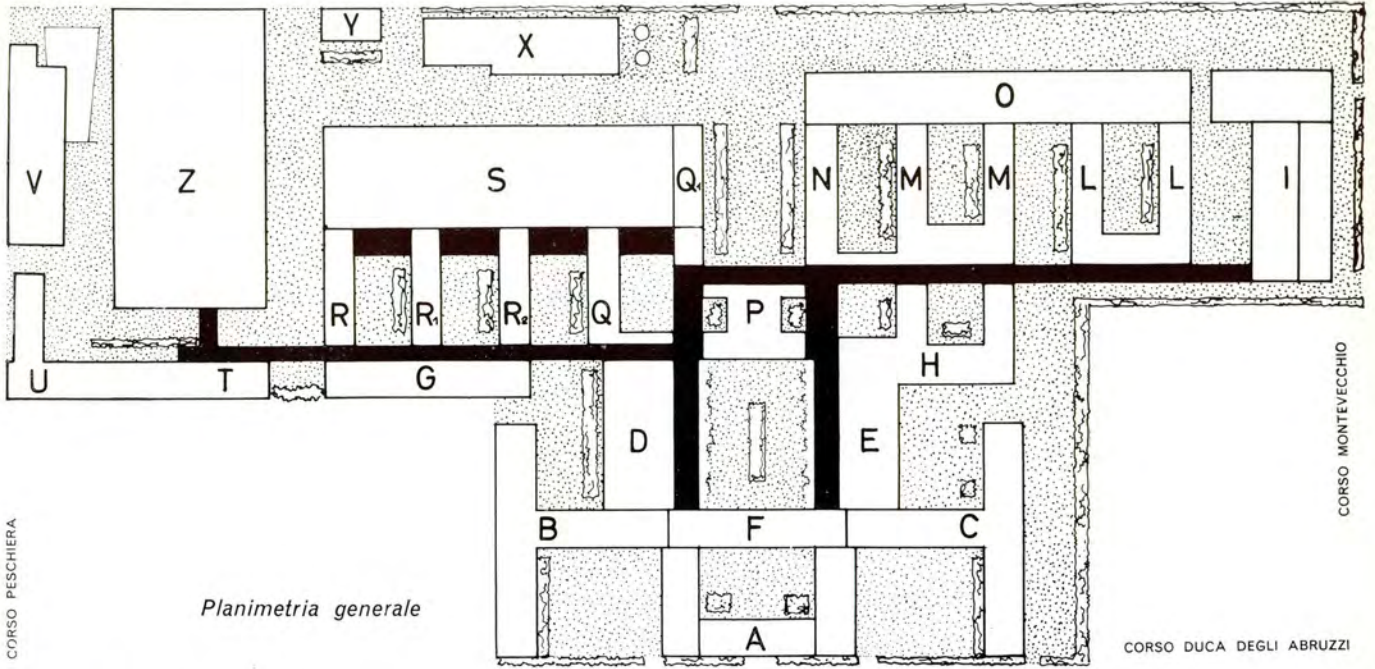 Y
X
O
V
Z
S
Q1
N
M
M
L
L
I
R
R1
R2
Q
P
U
T
G
H
D
E
B
F
C
A
Planimetria generale
CORSO PESCHIERA
CORSO MONTEVECCHIO
CORSO DUCA DEGLI ABRUZZI